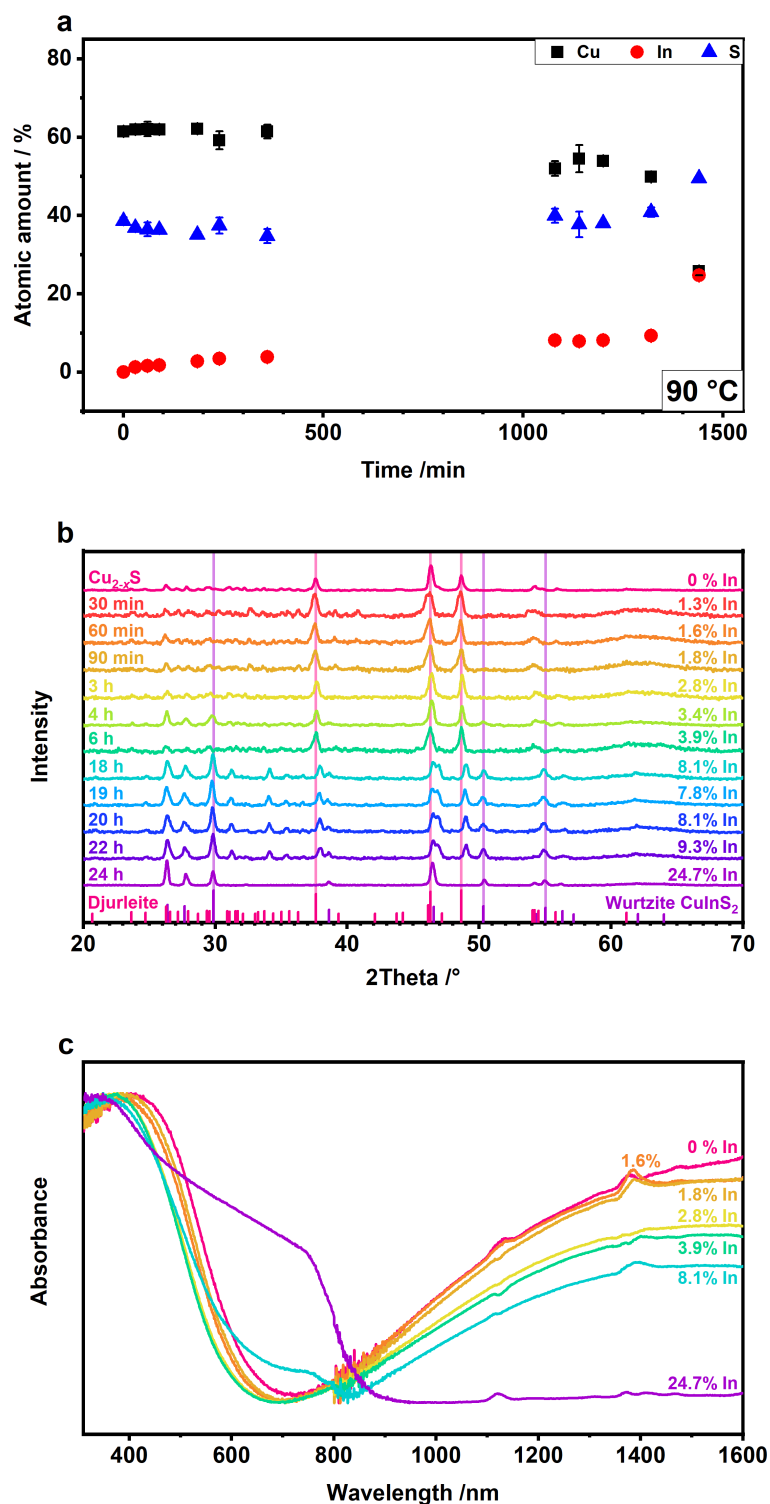 a
Cu In S
80
60
40
20
0
Atomic amount / %
90 °C
0 500 1000 1500
Time /min
b
Cu2-xS 0 % In
30 min 1.3% In
60 min 1.6% In
90 min 1.8% In
3 h 2.8% In
4 h 3.4% In
6 h 3.9% In
18 h 8.1% In
19 h 7.8% In
20 h 8.1% In
22 h 9.3% In
24 h 24.7% In
Djurleite Wurtzite CuInS2
Intensity
20 30 40 50 60 70
2Theta /°
c
0 % In
1.6%
1.8% In
2.8% In
3.9% In
8.1% In
24.7% In
Absorbance
400 600 800 1000 1200 1400 1600
Wavelength /nm